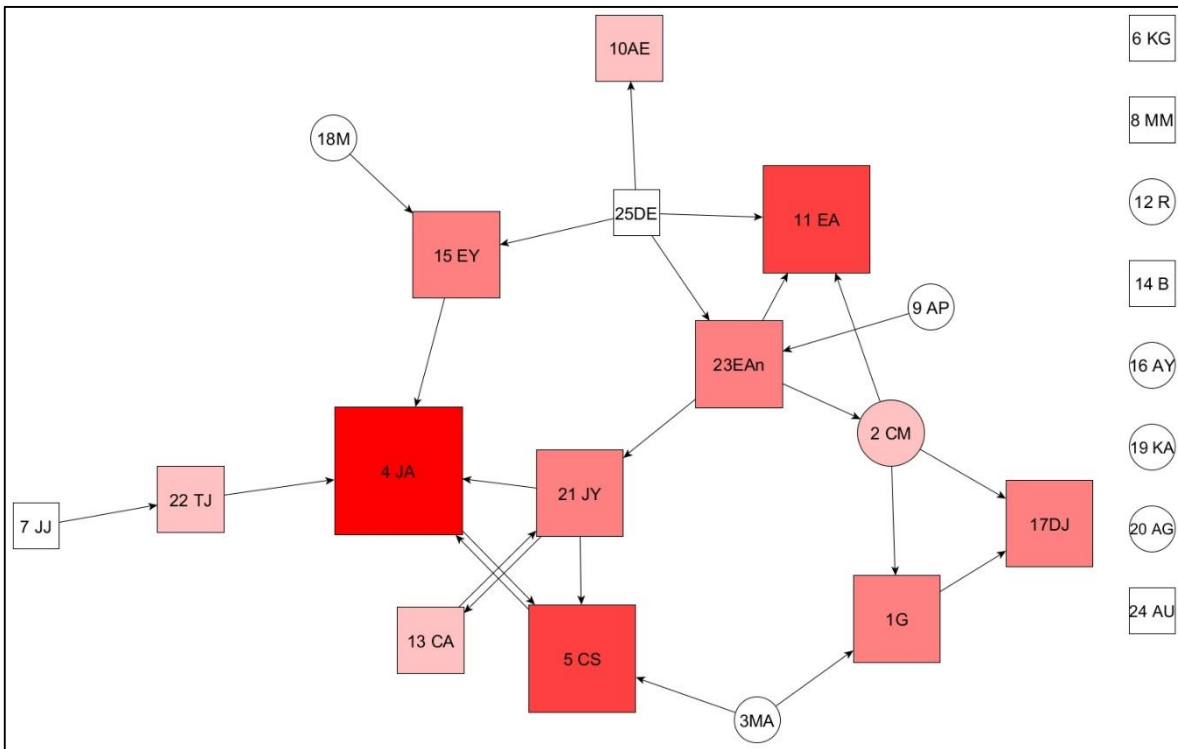 10AE
6 KG
8 MM
18M
12 R
25DE
11 EA
15 EY
14 B
9 AP
23EAn
16 AY
2 CM
19 KA
4 JA
21 JY
22 TJ
7 JJ
17DJ
20 AG
24 AU
1G
13 CA
5 CS
3MA